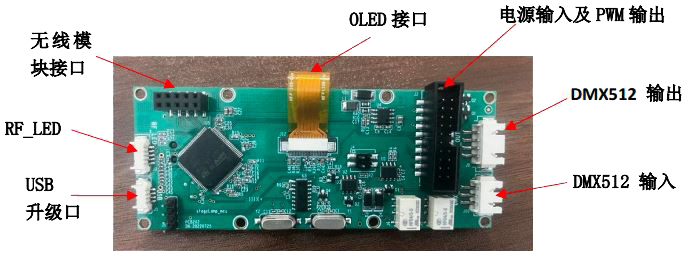 OLED 接口
电源输入及 PWM 输出
无线模
块接口
DMX512 输出
RF_LED
USB
升级口
DMX512 输入